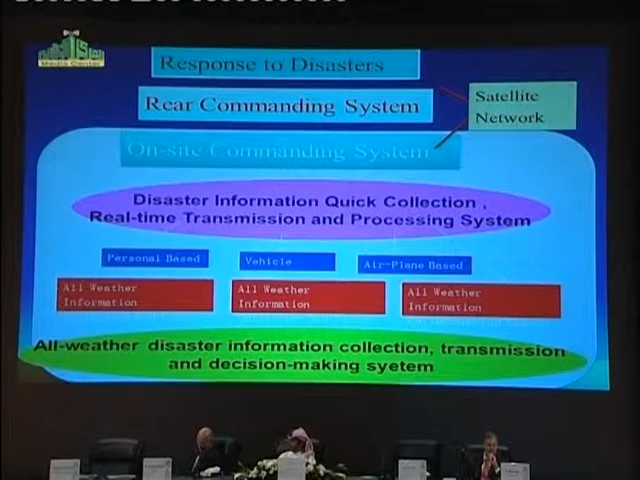 Media Center
Response to Disasters
Rear Commanding System
Satellite
Network
On-site Commanding System
Disaster Information Quick Collection ,
Real-time Transmission and Processing System
Personal Based
Vehicle
Air-Plane Based
All Weather
Information
All Weather
Information
All Weather
Information
All-weather disaster information collection, transmission
and decision-making syetem